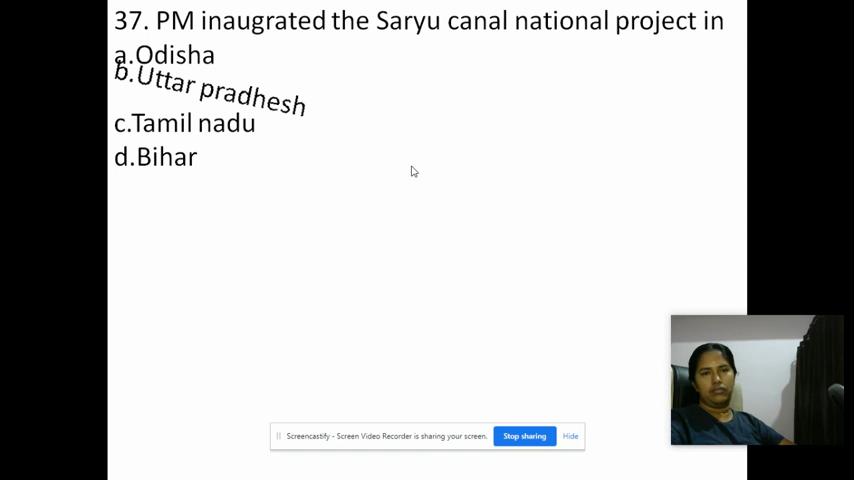 37. PM inaugrated the Saryu canal national project in
a.Odisha
b.Uttar pradhesh
c.Tamil nadu
d.Bihar
Screencastify - Screen Video Recorder is sharing your screen. Stop sharing Hide